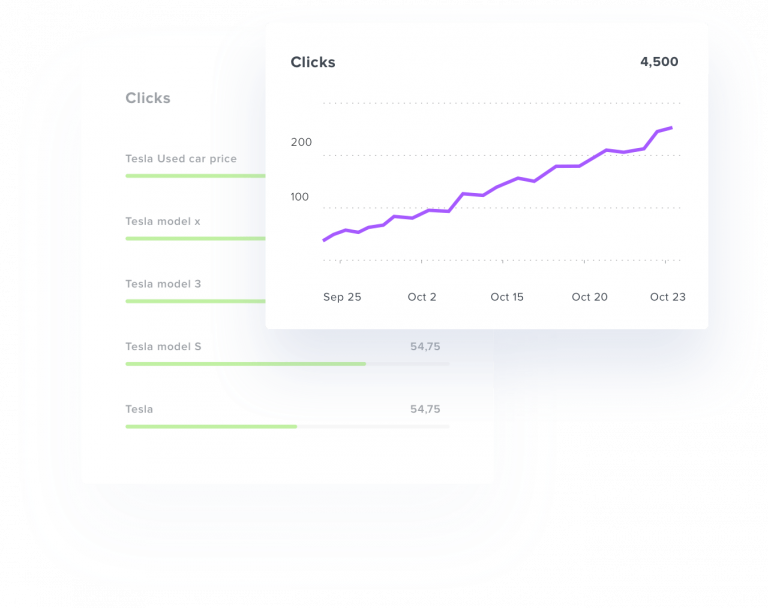 Clicks 4,500
200
100
Sep 25 Oct 2 Oct 15 Oct 20 Oct 23
Clicks
Tesla Used car price
Tesla model x
Tesla model 3
Tesla model S 54,75
Tesla 54,75